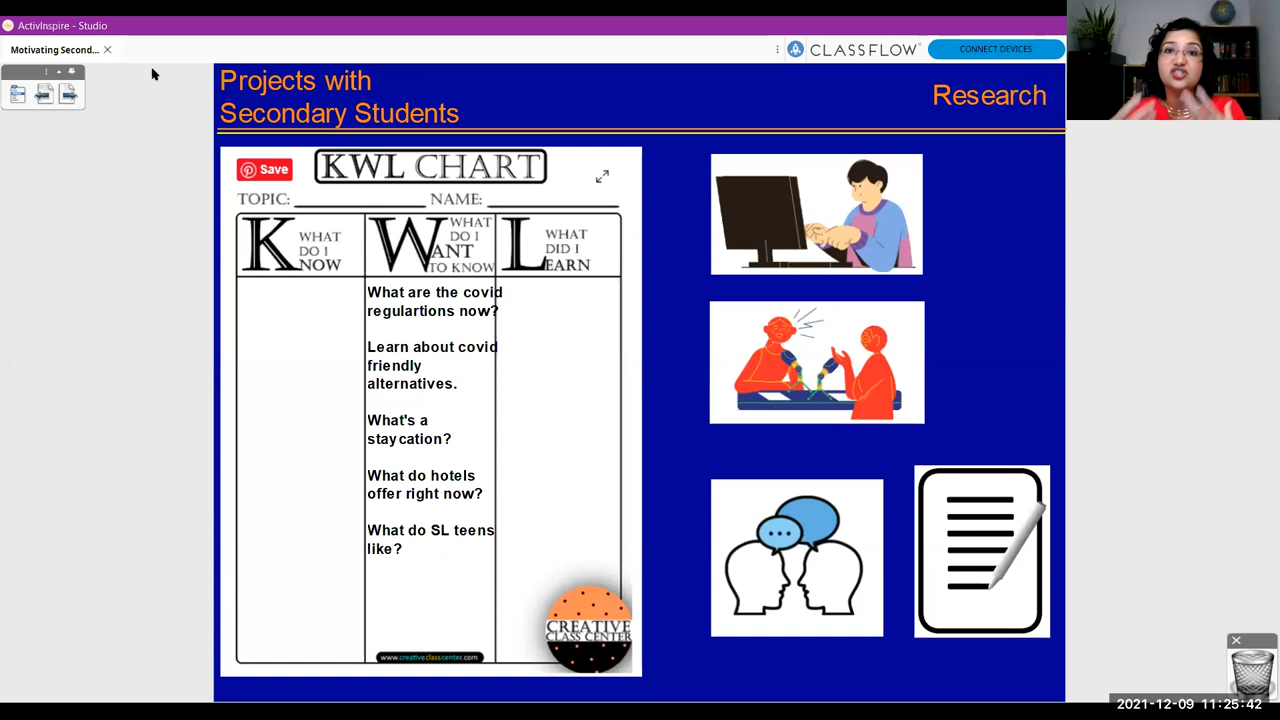 ActivInspire - Studio
Motivating Second...
CLASSFLOW
CONNECT DEVICES
Projects with
Secondary Students
Research
Save
KWL CHART
TOPIC: NAME:
K WHAT DO I NOW
W WHAT DO I ANT TO KNOW
L WHAT DID I EARN
What are the covid
regulartions now?
Learn about covid
friendly
alternatives.
What's a
staycation?
What do hotels
offer right now?
What do SL teens
like?
CREATIVE
CLASS CENTER
www.creativeclasscenter.com
2021-12-09 11:25:42